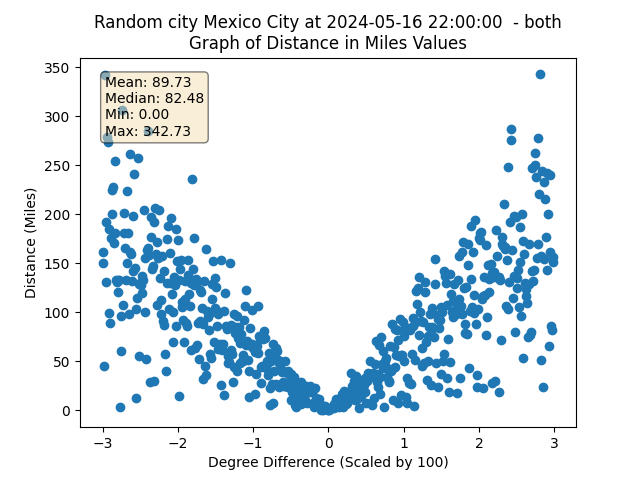 Random city Mexico City at 2024-05-16 22:00:00  - both
Graph of Distance in Miles Values
350
300
250
200
150
100
50
0
Distance (Miles)
Mean: 89.73
Median: 82.48
Min: 0.00
Max: 342.73
−3
−2
−1
0
1
2
3
Degree Difference (Scaled by 100)